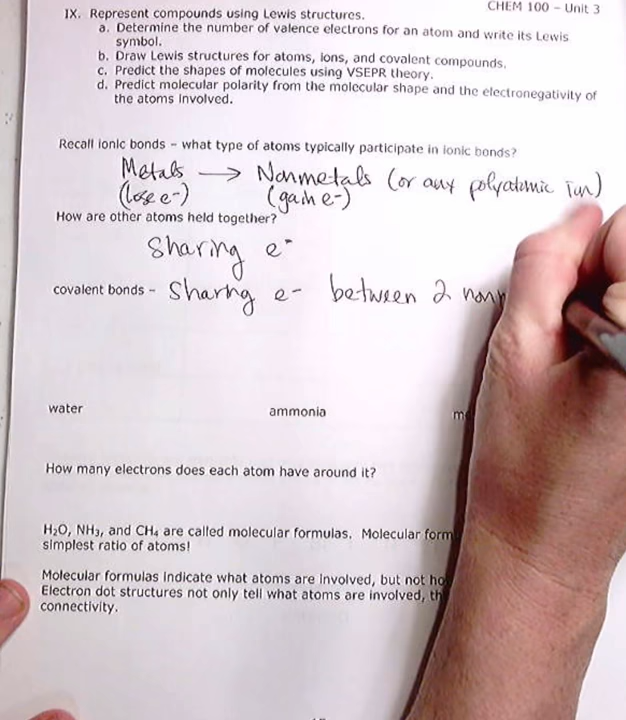 CHEM 100 – Unit 3
IX. Represent compounds using Lewis structures.
a. Determine the number of valence electrons for an atom and write its Lewis
symbol.
b. Draw Lewis structures for atoms, ions, and covalent compounds.
c. Predict the shapes of molecules using VSEPR theory.
d. Predict molecular polarity from the molecular shape and the electronegativity of
the atoms involved.
Recall ionic bonds – what type of atoms typically participate in ionic bonds?
Metals → Nonmetals (or any polyatomic ion)
(lose e-) (gain e-)
How are other atoms held together?
Sharing e-
covalent bonds – Sharing e- between 2 non
water ammonia m
How many electrons does each atom have around it?
H₂O, NH₃, and CH₄ are called molecular formulas. Molecular form
simplest ratio of atoms!
Molecular formulas indicate what atoms are involved, but not ho
Electron dot structures not only tell what atoms are involved, th
connectivity.